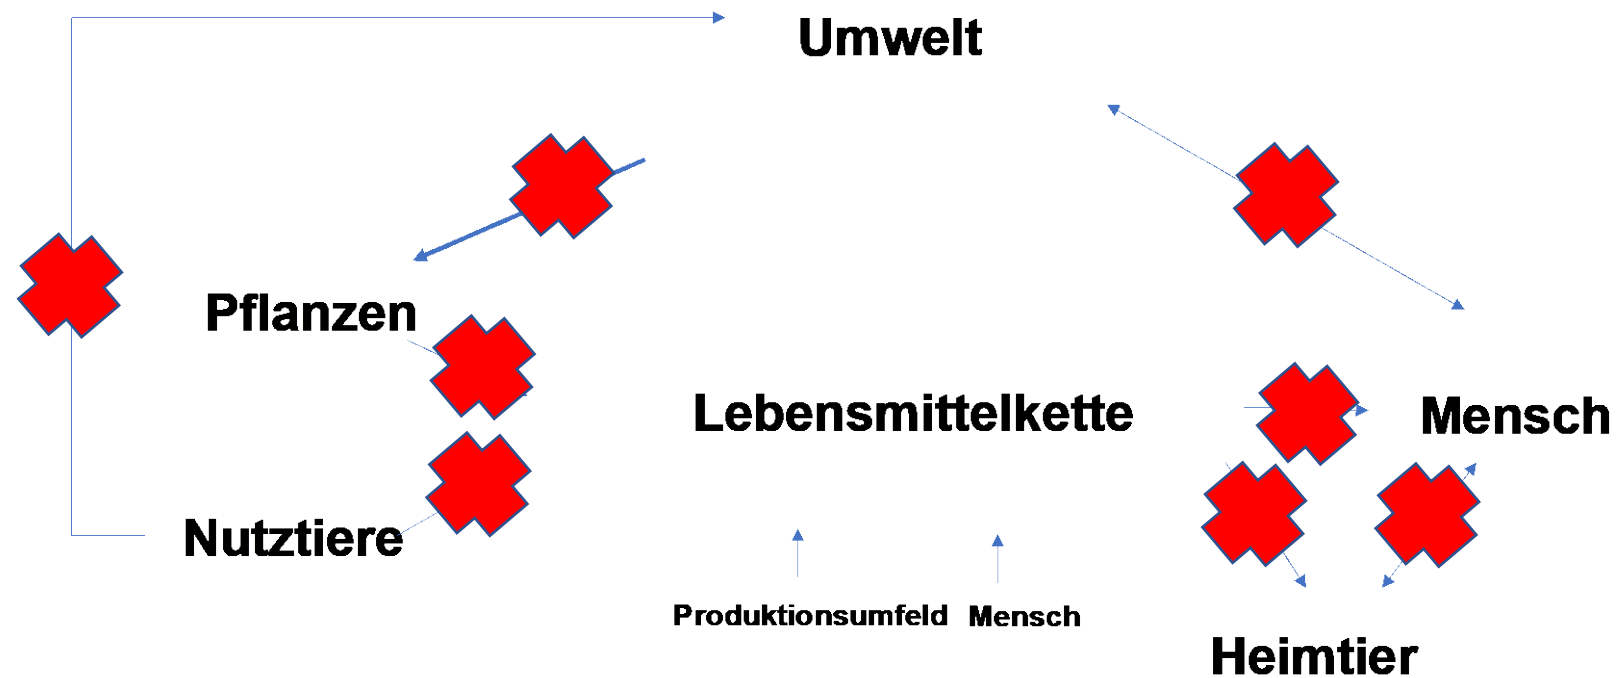 Umwelt
Pflanzen
Lebensmittelkette
Mensch
Nutztiere
Produktionsumfeld
Mensch
Heimtier